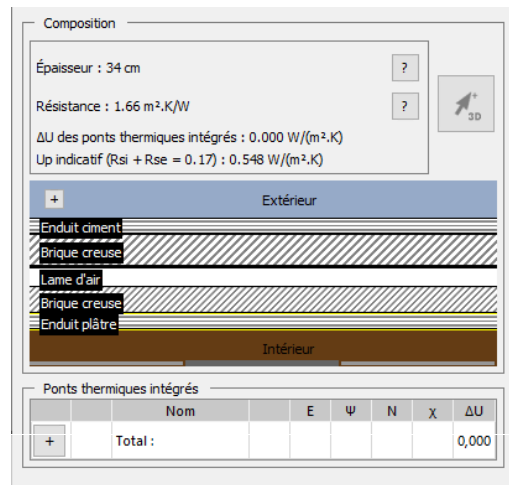 Composition
Épaisseur : 34 cm
?
Résistance : 1.66 m².K/W
?
3D
ΔU des ponts thermiques intégrés : 0.000 W/(m².K)
Up indicatif (Rsi + Rse = 0.17) : 0.548 W/(m².K)
+ Extérieur
Enduit ciment
Brique creuse
Lame d'air
Brique creuse
Enduit plâtre
Intérieur
Ponts thermiques intégrés
Nom E Ψ N χ ΔU
+ Total : 0,000